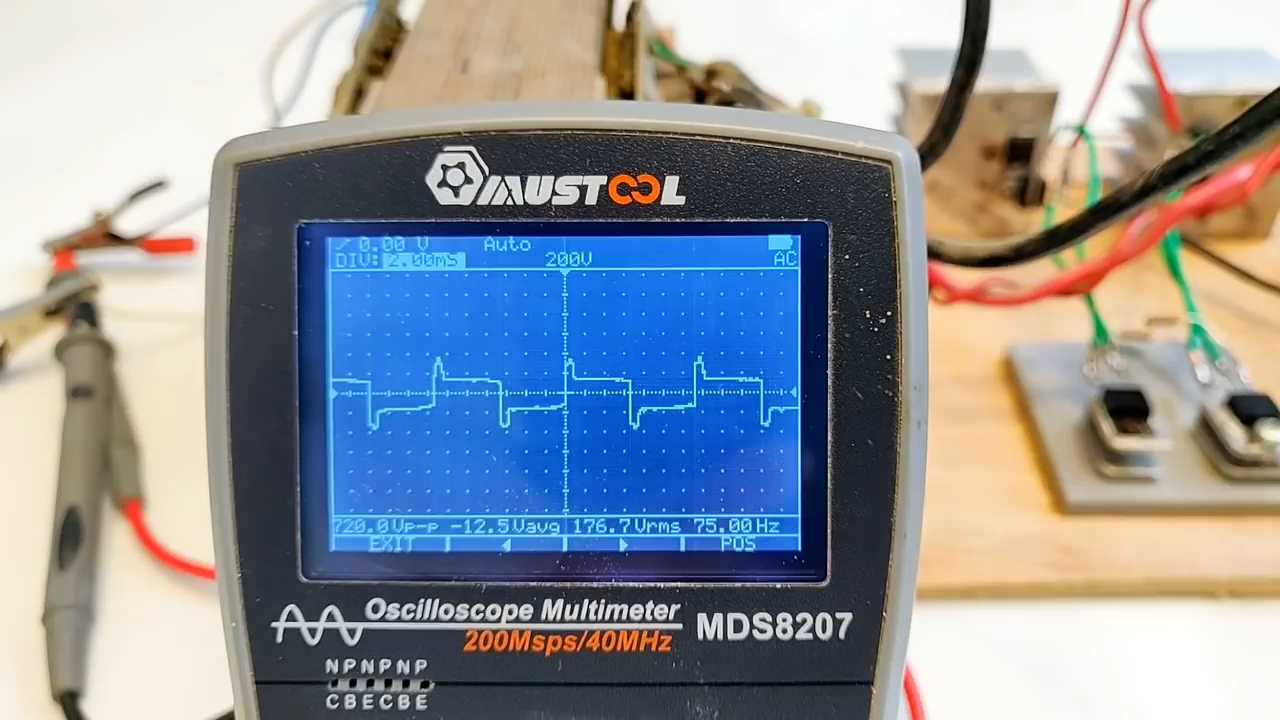 MUSTOOL
0.00 V Auto
DIV: 2.00mS 200V AC
720.0Vp-p -12.5Vavg 176.7Vrms 75.00Hz
EXIT POS
Oscilloscope Multimeter
200Msps/40MHz
MDS8207
NPNPNP
CBECBE